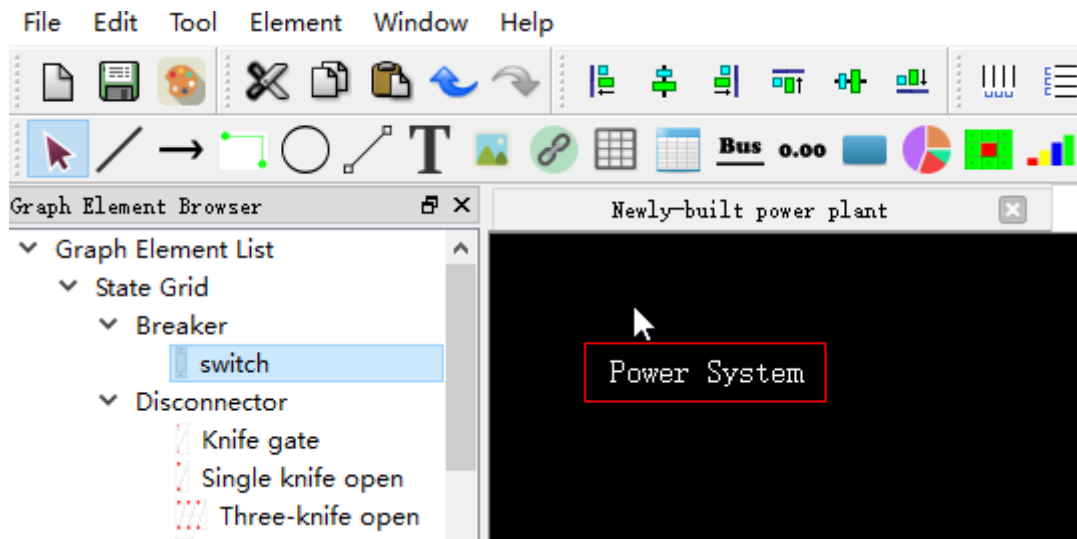 File Edit Tool Element Window Help
T Bus 0.00
Graph Element Browser
Newly-built power plant
Graph Element List
State Grid
Breaker
switch
Disconnector
Knife gate
Single knife open
Three-knife open
Power System